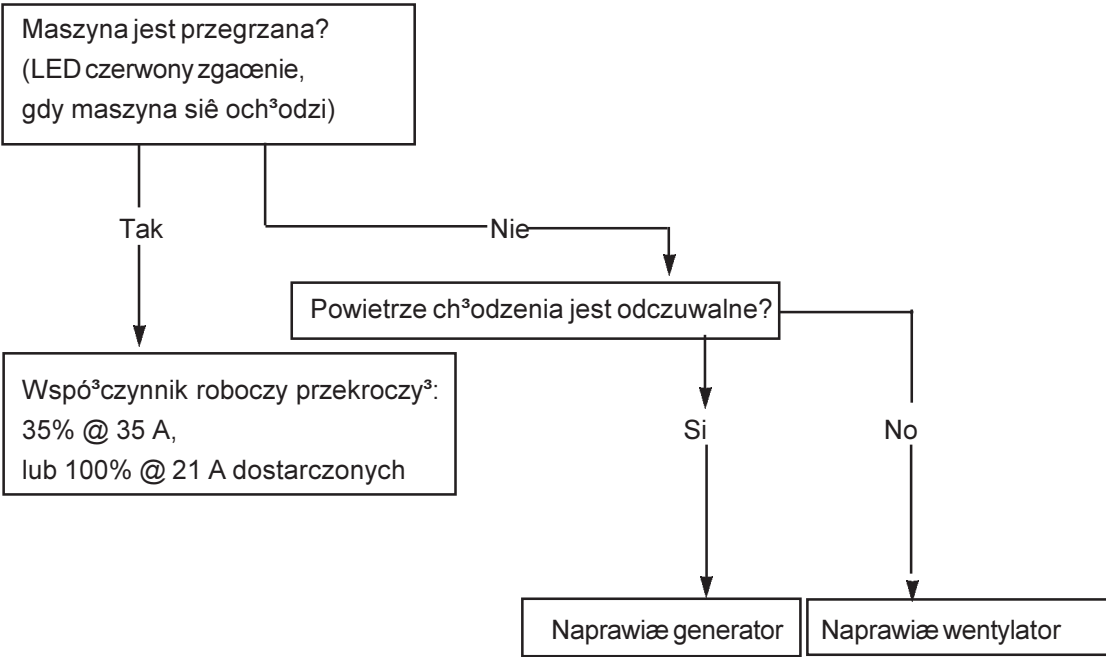 Maszyna jest przegrzana?
(LED czerwony zgaœnie,
gdy maszyna siê och³odzi)
Tak
Nie
Powietrze ch³odzenia jest odczuwalne?
Wspó³czynnik roboczy przekroczy³:
35% @ 35 A,
lub 100% @ 21 A dostarczonych
Si
No
Naprawiæ generator
Naprawiæ wentylator